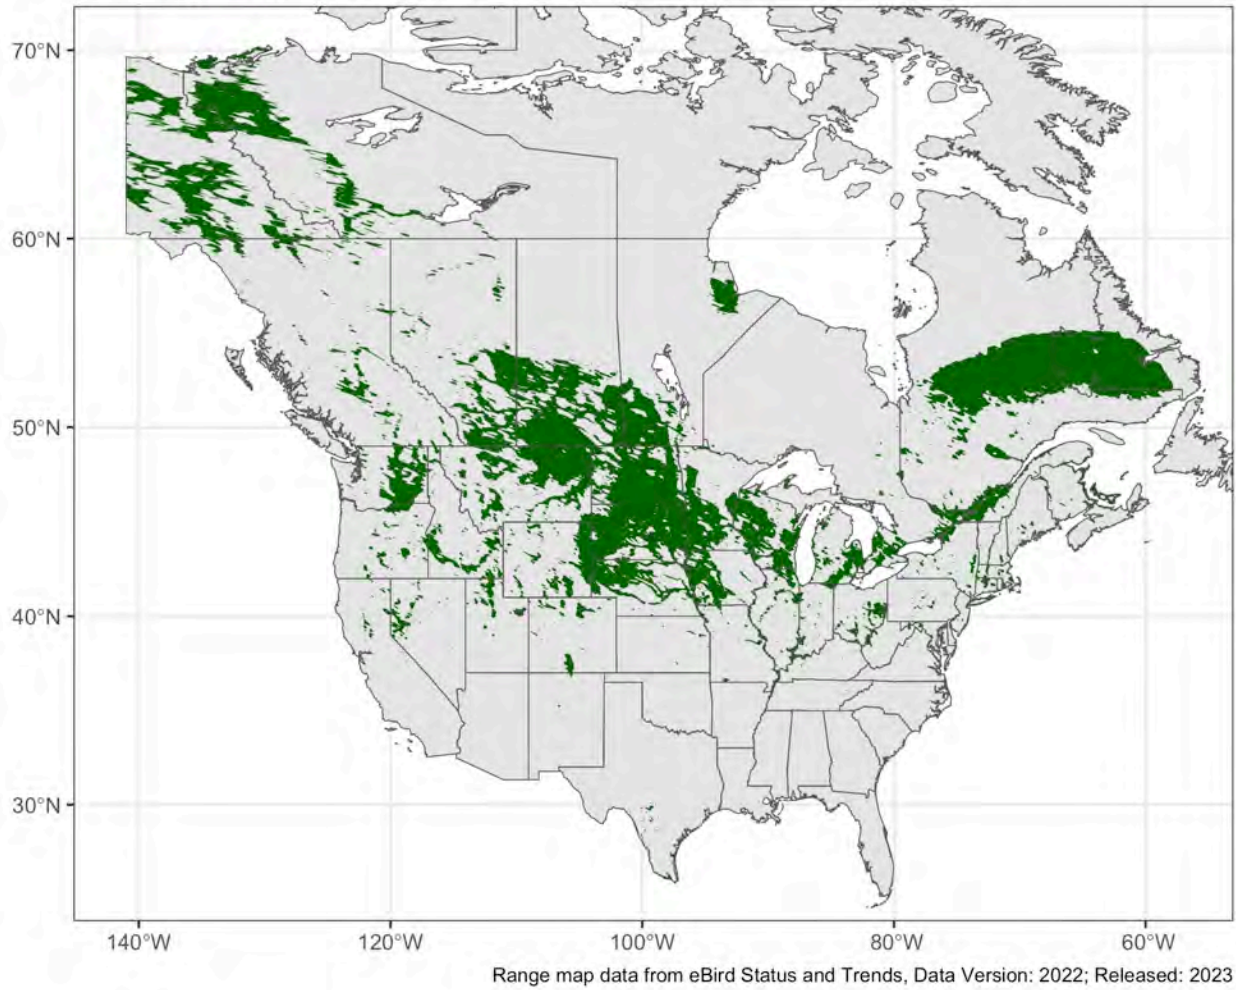 70°N
60°N
50°N
40°N
30°N
140°W 120°W 100°W 80°W 60°W
Range map data from eBird Status and Trends, Data Version: 2022; Released: 2023